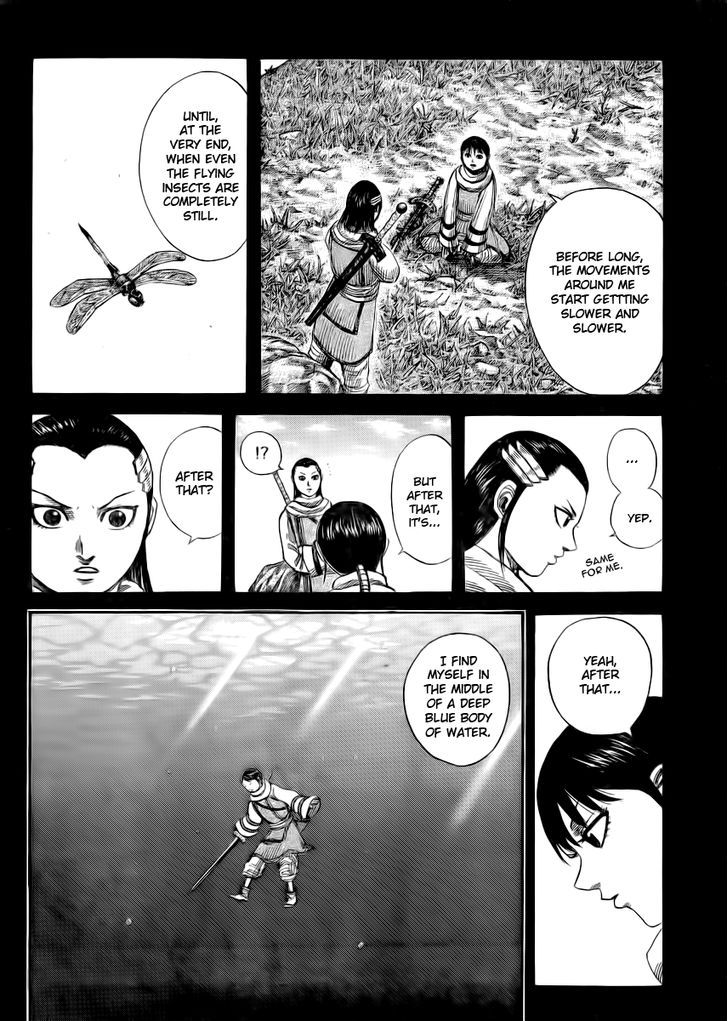 BEFORE LONG,
THE MOVEMENTS
AROUND ME
START GETTTING
SLOWER AND
SLOWER.
UNTIL,
AT THE
VERY END,
WHEN EVEN
THE FLYING
INSECTS ARE
COMPLETELY
STILL.
...
YEP.
SAME
FOR ME.
BUT
AFTER
THAT,
IT'S...
!?
AFTER
THAT?
YEAH,
AFTER
THAT...
I FIND
MYSELF IN
THE MIDDLE
OF A DEEP
BLUE BODY
OF WATER.